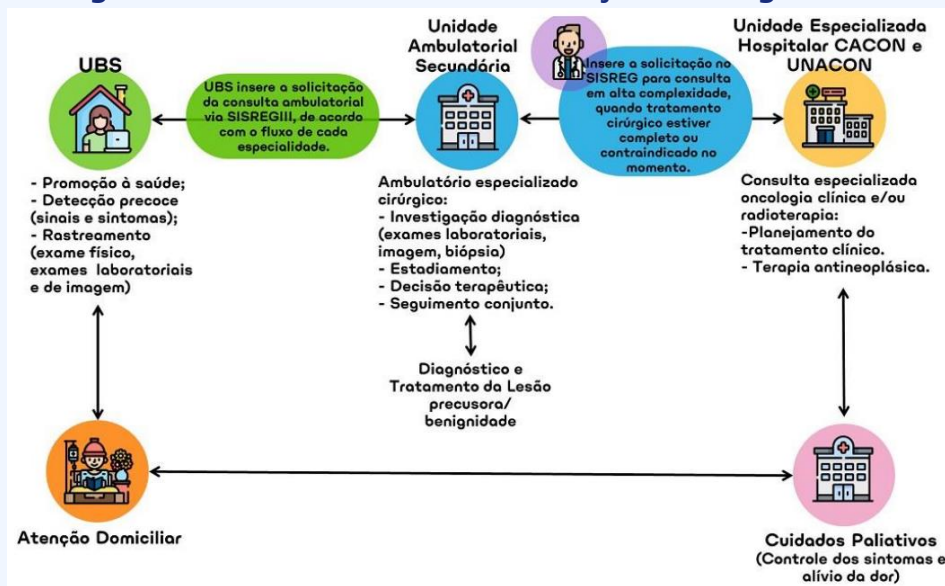 UBS
UBS insere a solicitação
da consulta ambulatorial
via SISREGIII, de acordo
com o fluxo de cada
especialidade.
Unidade
Ambulatorial
Secundária
Insere a solicitação no
SISREG para consulta
em alta complexidade,
quando tratamento
cirúrgico estiver
completo ou
contraindicado no
momento.
Unidade Especializada
Hospitalar CACON e
UNACON
- Promoção à saúde;
- Detecção precoce
(sinais e sintomas);
- Rastreamento
(exame físico,
exames laboratoriais
e de imagem)
Ambulatório especializado
cirúrgico:
- Investigação diagnóstica
(exames laboratoriais,
imagem, biópsia)
- Estadiamento;
- Decisão terapêutica;
- Seguimento conjunto.
Consulta especializada
oncologia clínica e/ou
radioterapia:
-Planejamento do
tratamento clínico.
- Terapia antineoplásica.
Diagnóstico e
Tratamento da Lesão
precusora/
benignidade
Atenção Domiciliar
Cuidados Paliativos
(Controle dos sintomas e
alívio da dor)